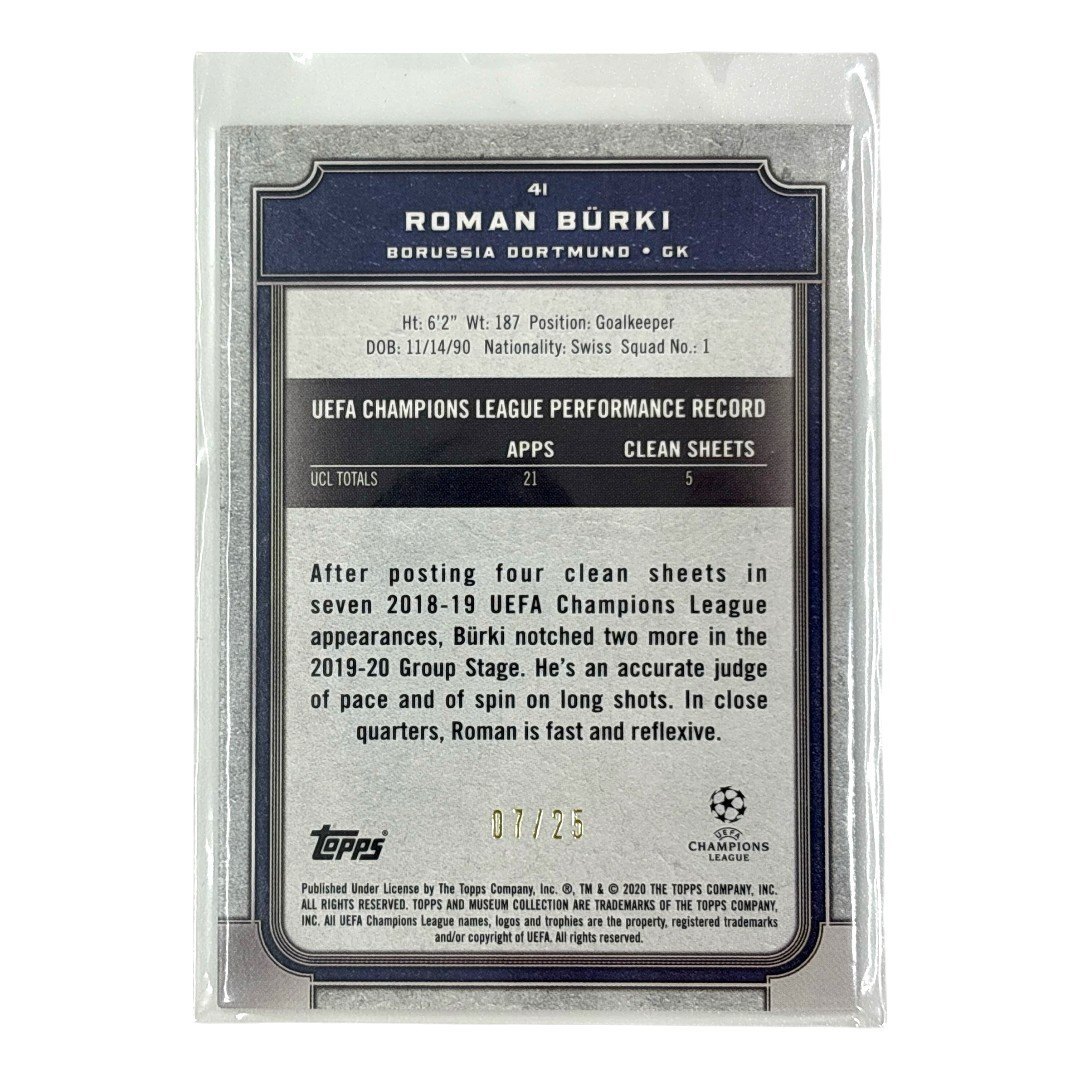 41
ROMAN BÜRKI
BORUSSIA DORTMUND • GK
Ht: 6'2" Wt: 187 Position: Goalkeeper
DOB: 11/14/90 Nationality: Swiss Squad No.: 1
UEFA CHAMPIONS LEAGUE PERFORMANCE RECORD
APPS CLEAN SHEETS
UCL TOTALS 21 5
After posting four clean sheets in
seven 2018-19 UEFA Champions League
appearances, Bürki notched two more in the
2019-20 Group Stage. He's an accurate judge
of pace and of spin on long shots. In close
quarters, Roman is fast and reflexive.
07/25
topps®
UEFA
CHAMPIONS
LEAGUE
Published Under License by The Topps Company, Inc. ®, TM & © 2020 THE TOPPS COMPANY, INC.
ALL RIGHTS RESERVED. TOPPS AND MUSEUM COLLECTION ARE TRADEMARKS OF THE TOPPS COMPANY,
INC. All UEFA Champions League names, logos and trophies are the property, registered trademarks
and/or copyright of UEFA. All rights reserved.